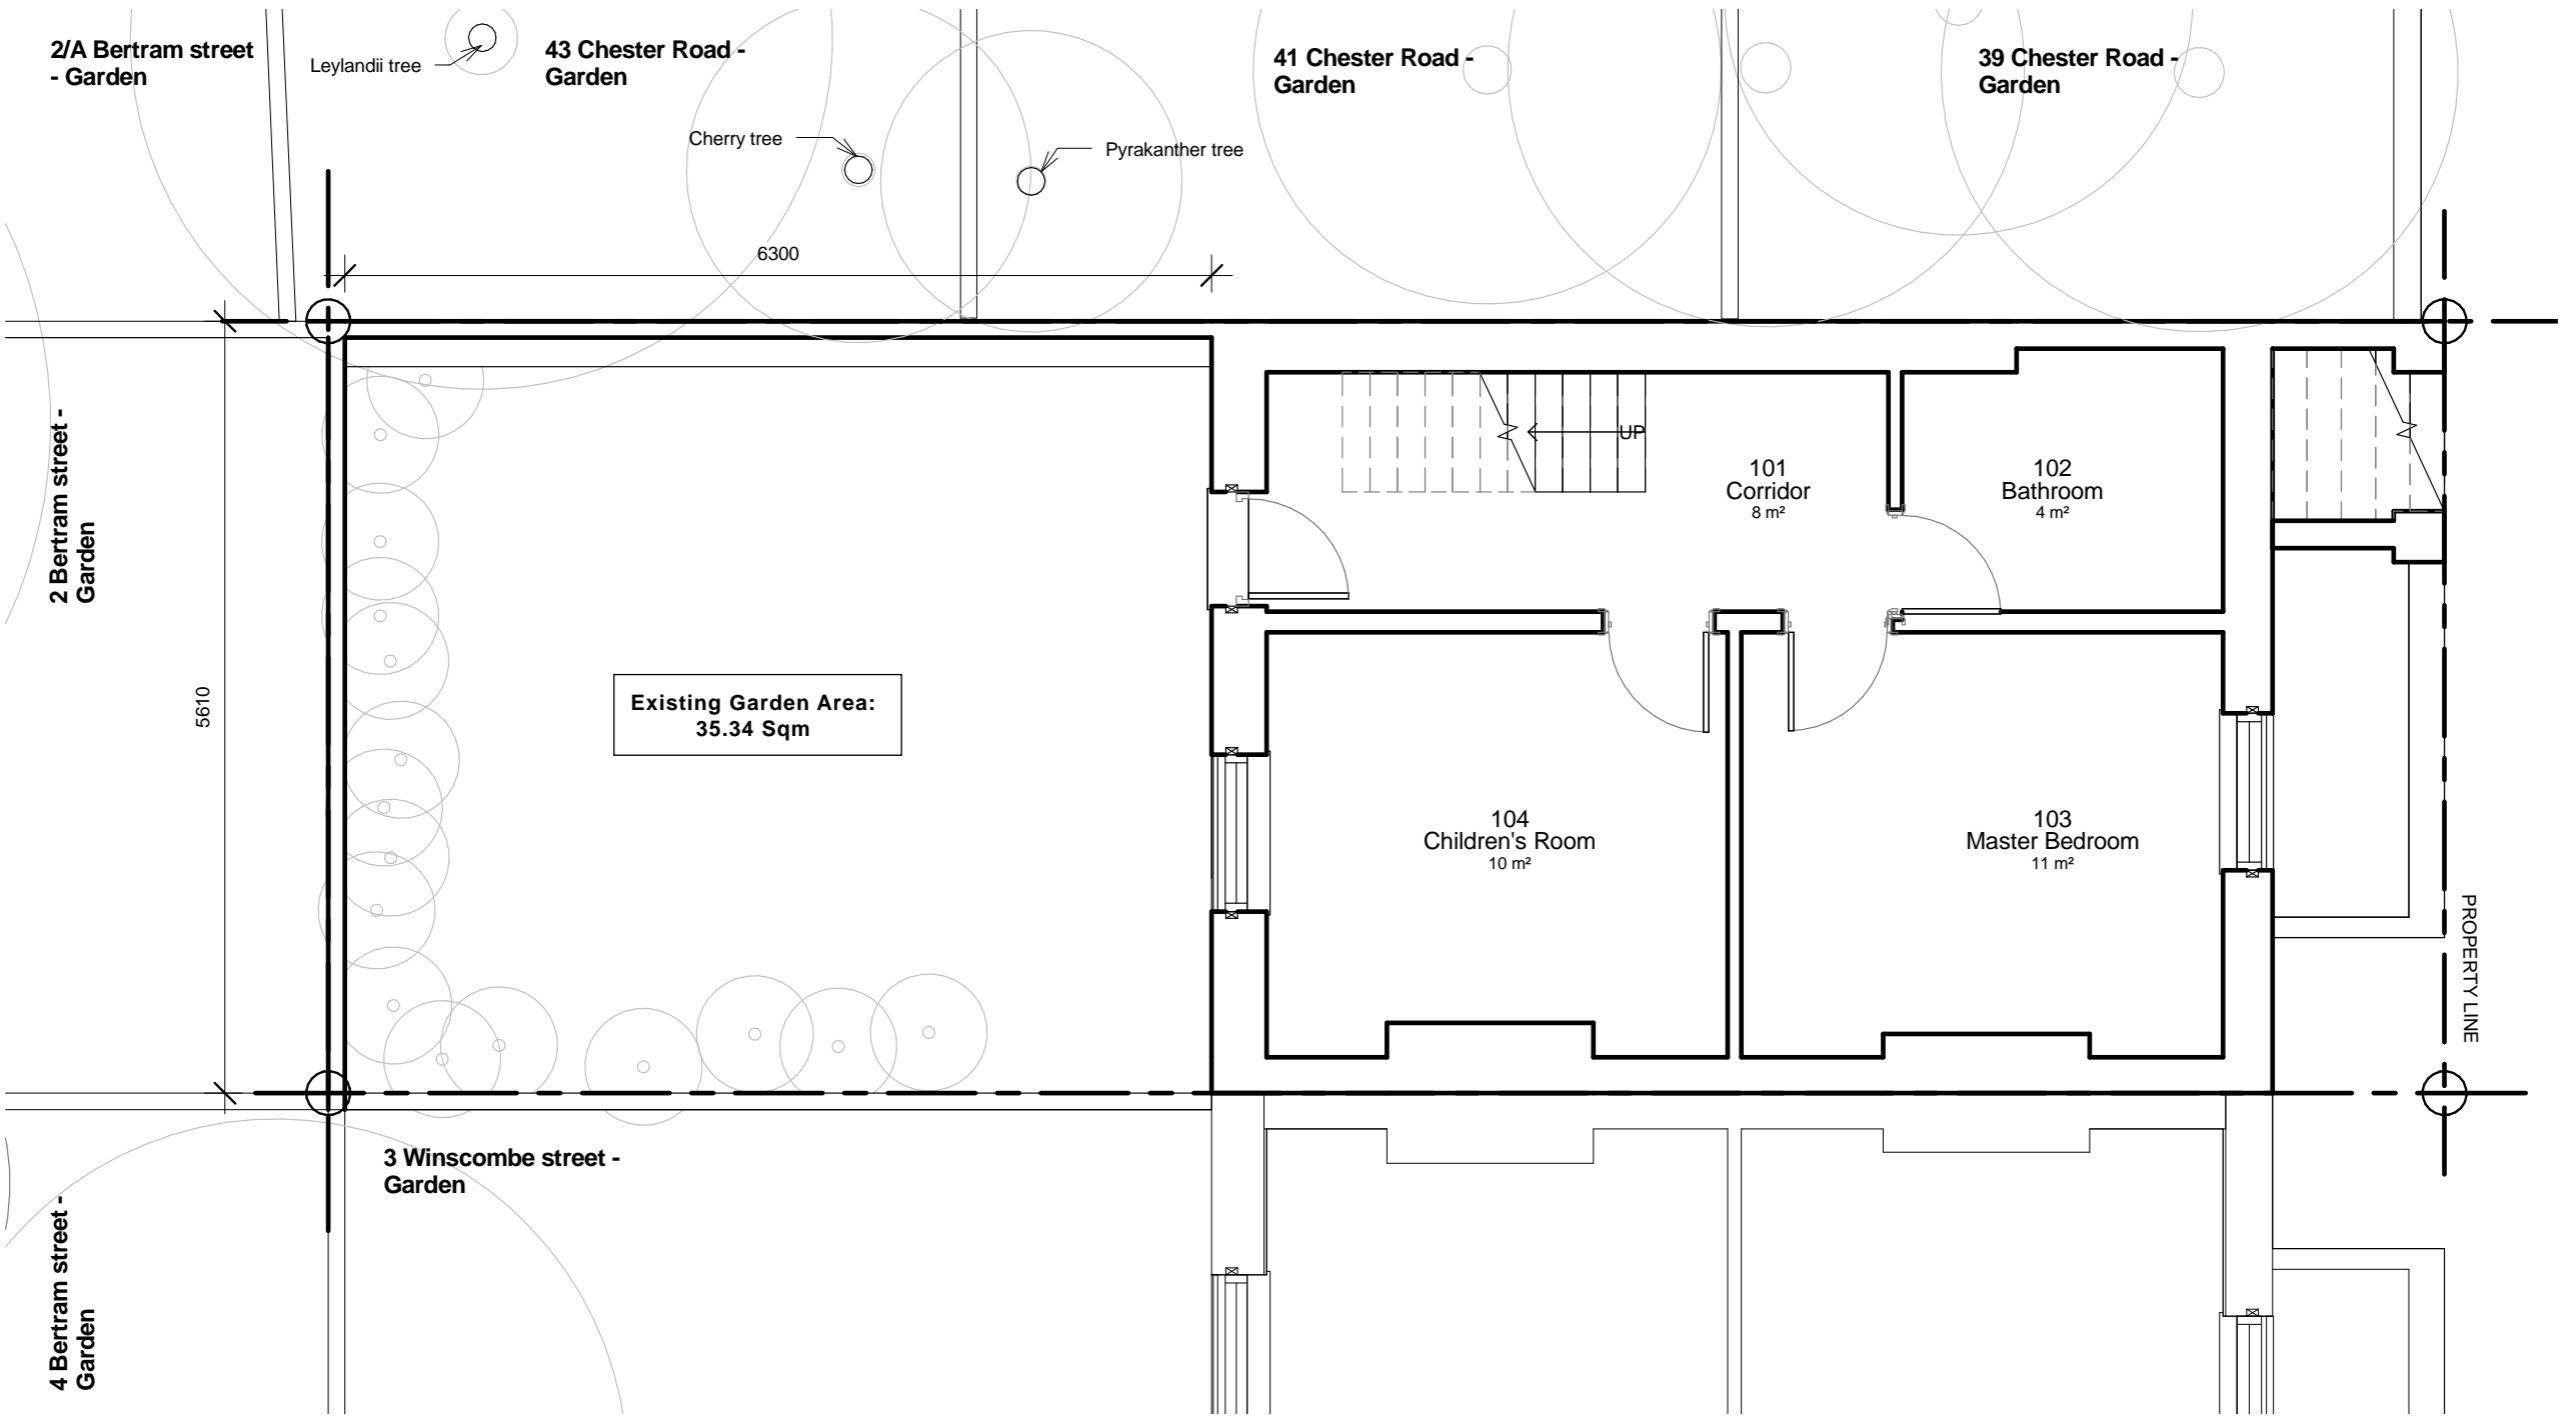 2/A Bertram street
- Garden
Leylandii tree
43 Chester Road -
Garden
41 Chester Road -
Garden
39 Chester Road -
Garden
Cherry tree
Pyrakanther tree
6300
2 Bertram street -
Garden
5610
Existing Garden Area:
35.34 Sqm
UP
101
Corridor
8 m²
102
Bathroom
4 m²
104
Children's Room
10 m²
103
Master Bedroom
11 m²
PROPERTY LINE
3 Winscombe street -
Garden
4 Bertram street -
Garden